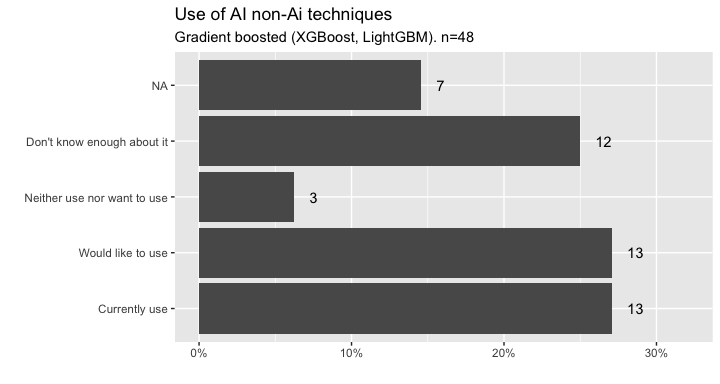 Use of AI non-Ai techniques
Gradient boosted (XGBoost, LightGBM). n=48
NA
7
Don't know enough about it
12
Neither use nor want to use
3
Would like to use
13
Currently use
13
0%
10%
20%
30%